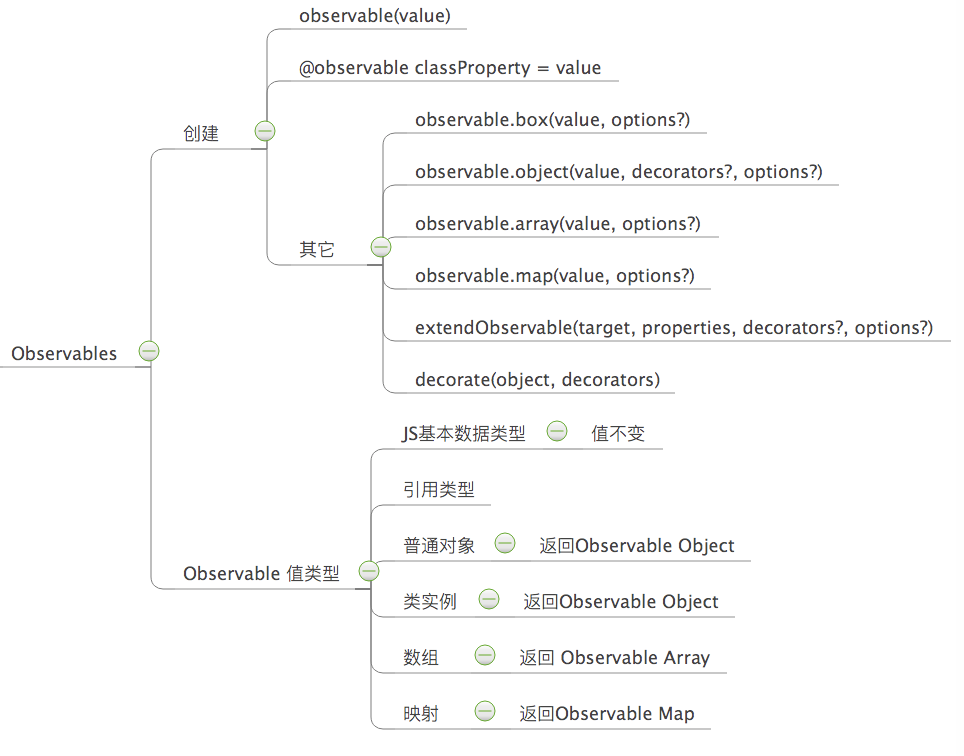 observable(value)
@observable classProperty = value
创建
observable.box(value, options?)
observable.object(value, decorators?, options?)
observable.array(value, options?)
其它
observable.map(value, options?)
extendObservable(target, properties, decorators?, options?)
Observables
decorate(object, decorators)
JS基本数据类型 值不变
引用类型
普通对象 返回Observable Object
Observable 值类型
类实例 返回Observable Object
数组 返回 Observable Array
映射 返回Observable Map